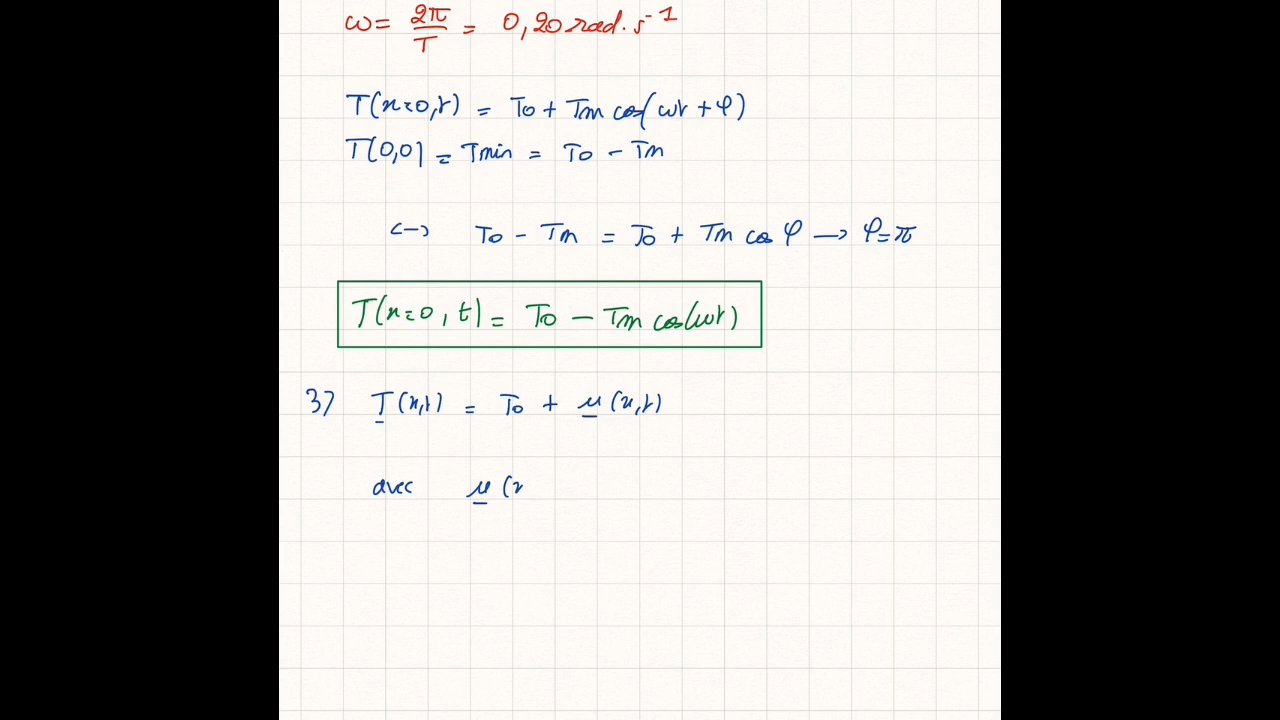 ω = 2π/T = 0,20 rad.s⁻¹
T(x=0,t) = T₀ + Tm cos(ωt + φ)
T(0,0) = Tmin = T₀ - Tm
<-> T₀ - Tm = T₀ + Tm cos φ → φ = π
T(x=0,t) = T₀ - Tm cos(ωt)
3) T(x,t) = T₀ + u(x,t)
avec u(x